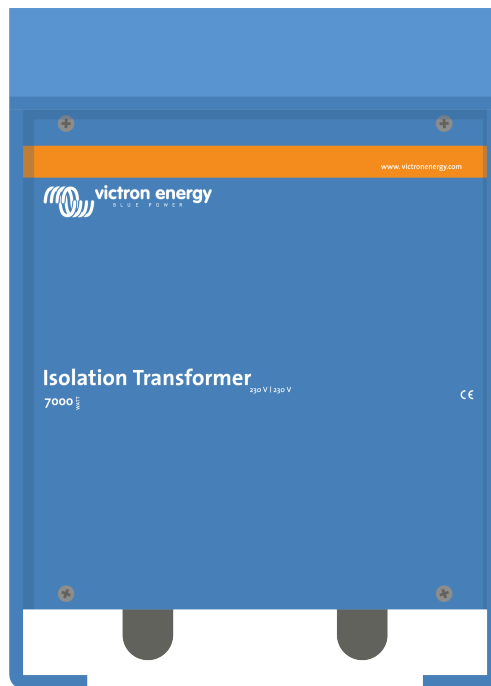 www.victronenergy.com
victron energy
BLUE POWER
Isolation Transformer
230 V | 230 V
7000 WATT
CE